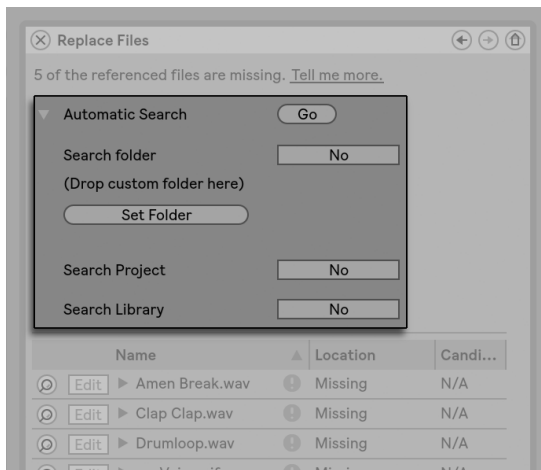 Replace Files
5 of the referenced files are missing. Tell me more.
Automatic Search Go
Search folder No
(Drop custom folder here)
Set Folder
Search Project No
Search Library No
Name Location Candi...
Edit Amen Break.wav Missing N/A
Edit Clap Clap.wav Missing N/A
Edit Drumloop.wav Missing N/A